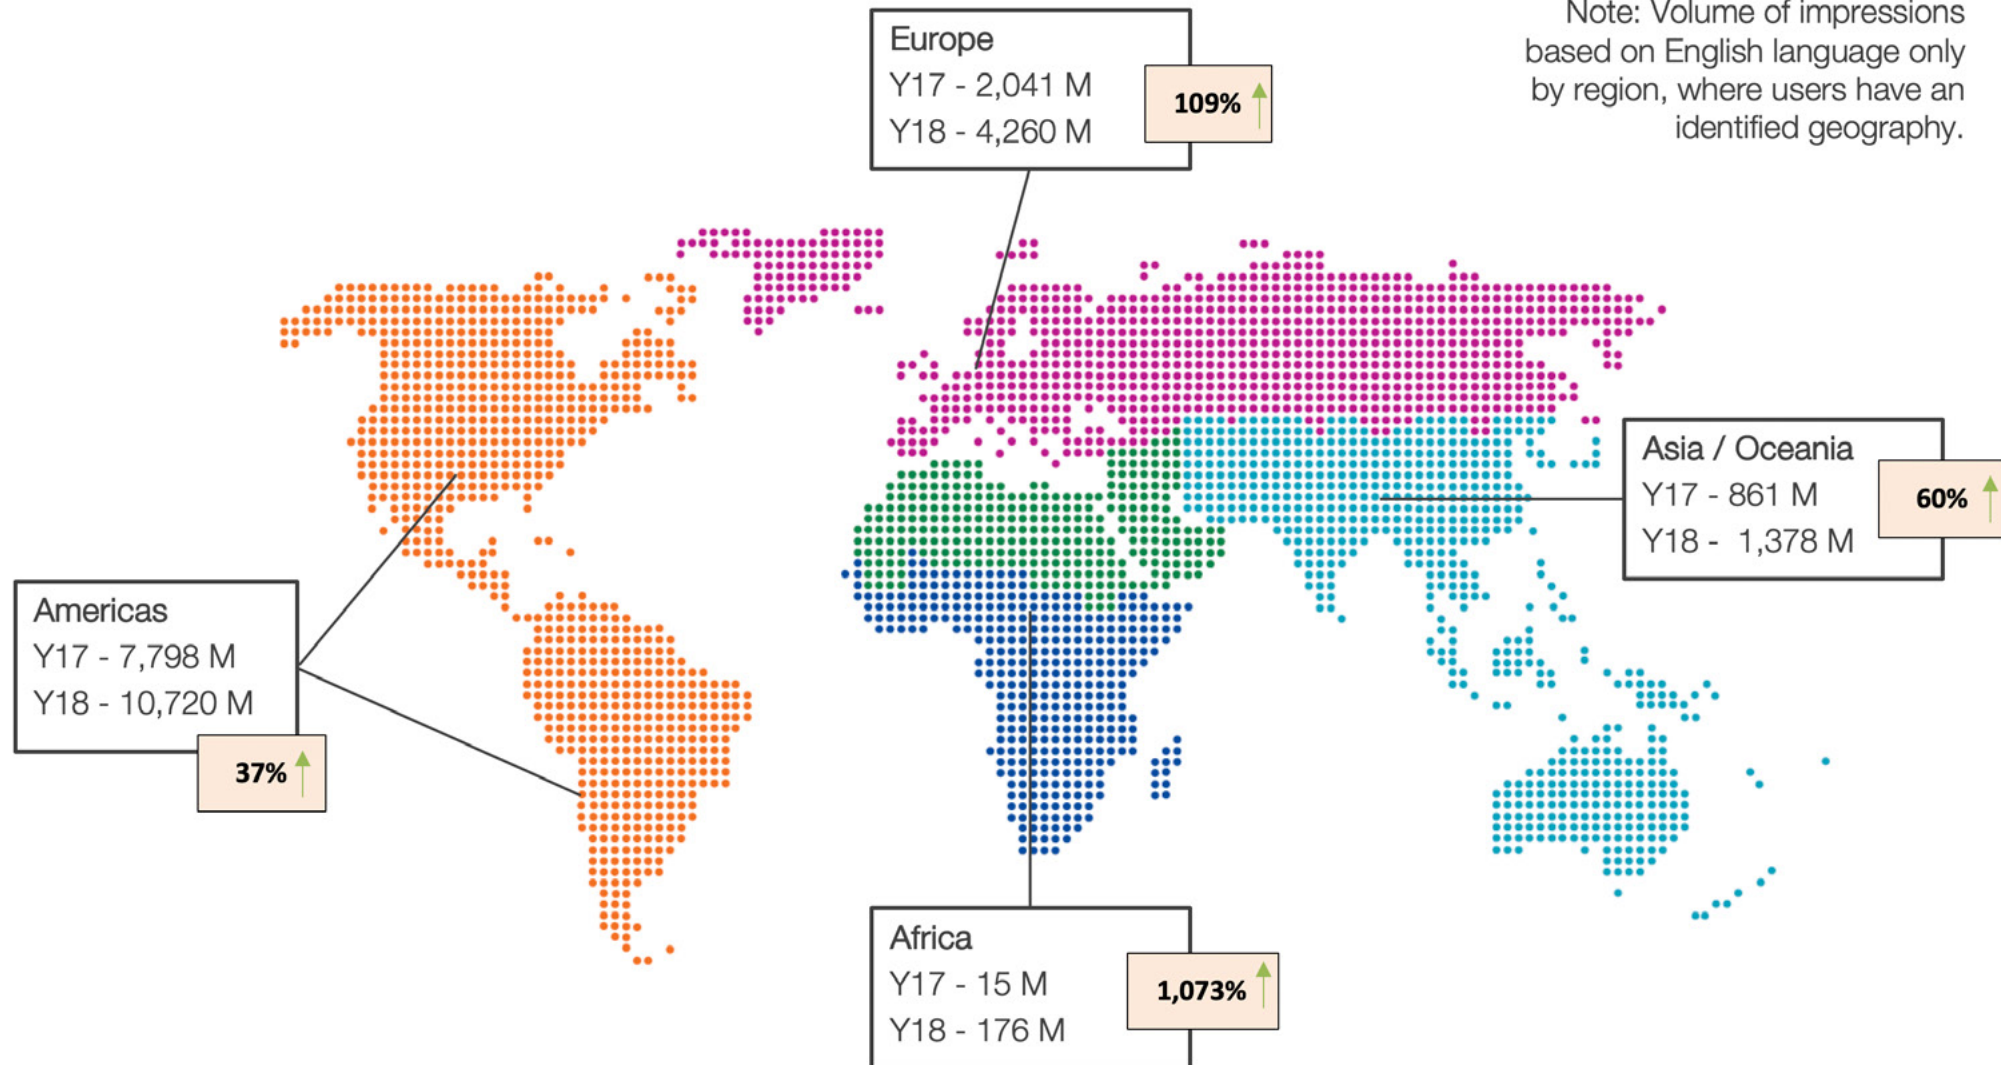 Note: Volume of impressions
based on English language only
by region, where users have an
identified geography.
Europe
Y17 - 2,041 M
Y18 - 4,260 M
109%
Asia / Oceania
Y17 - 861 M
Y18 -  1,378 M
60%
Americas
Y17 - 7,798 M
Y18 - 10,720 M
37%
Africa
Y17 - 15 M
Y18 - 176 M
1,073%